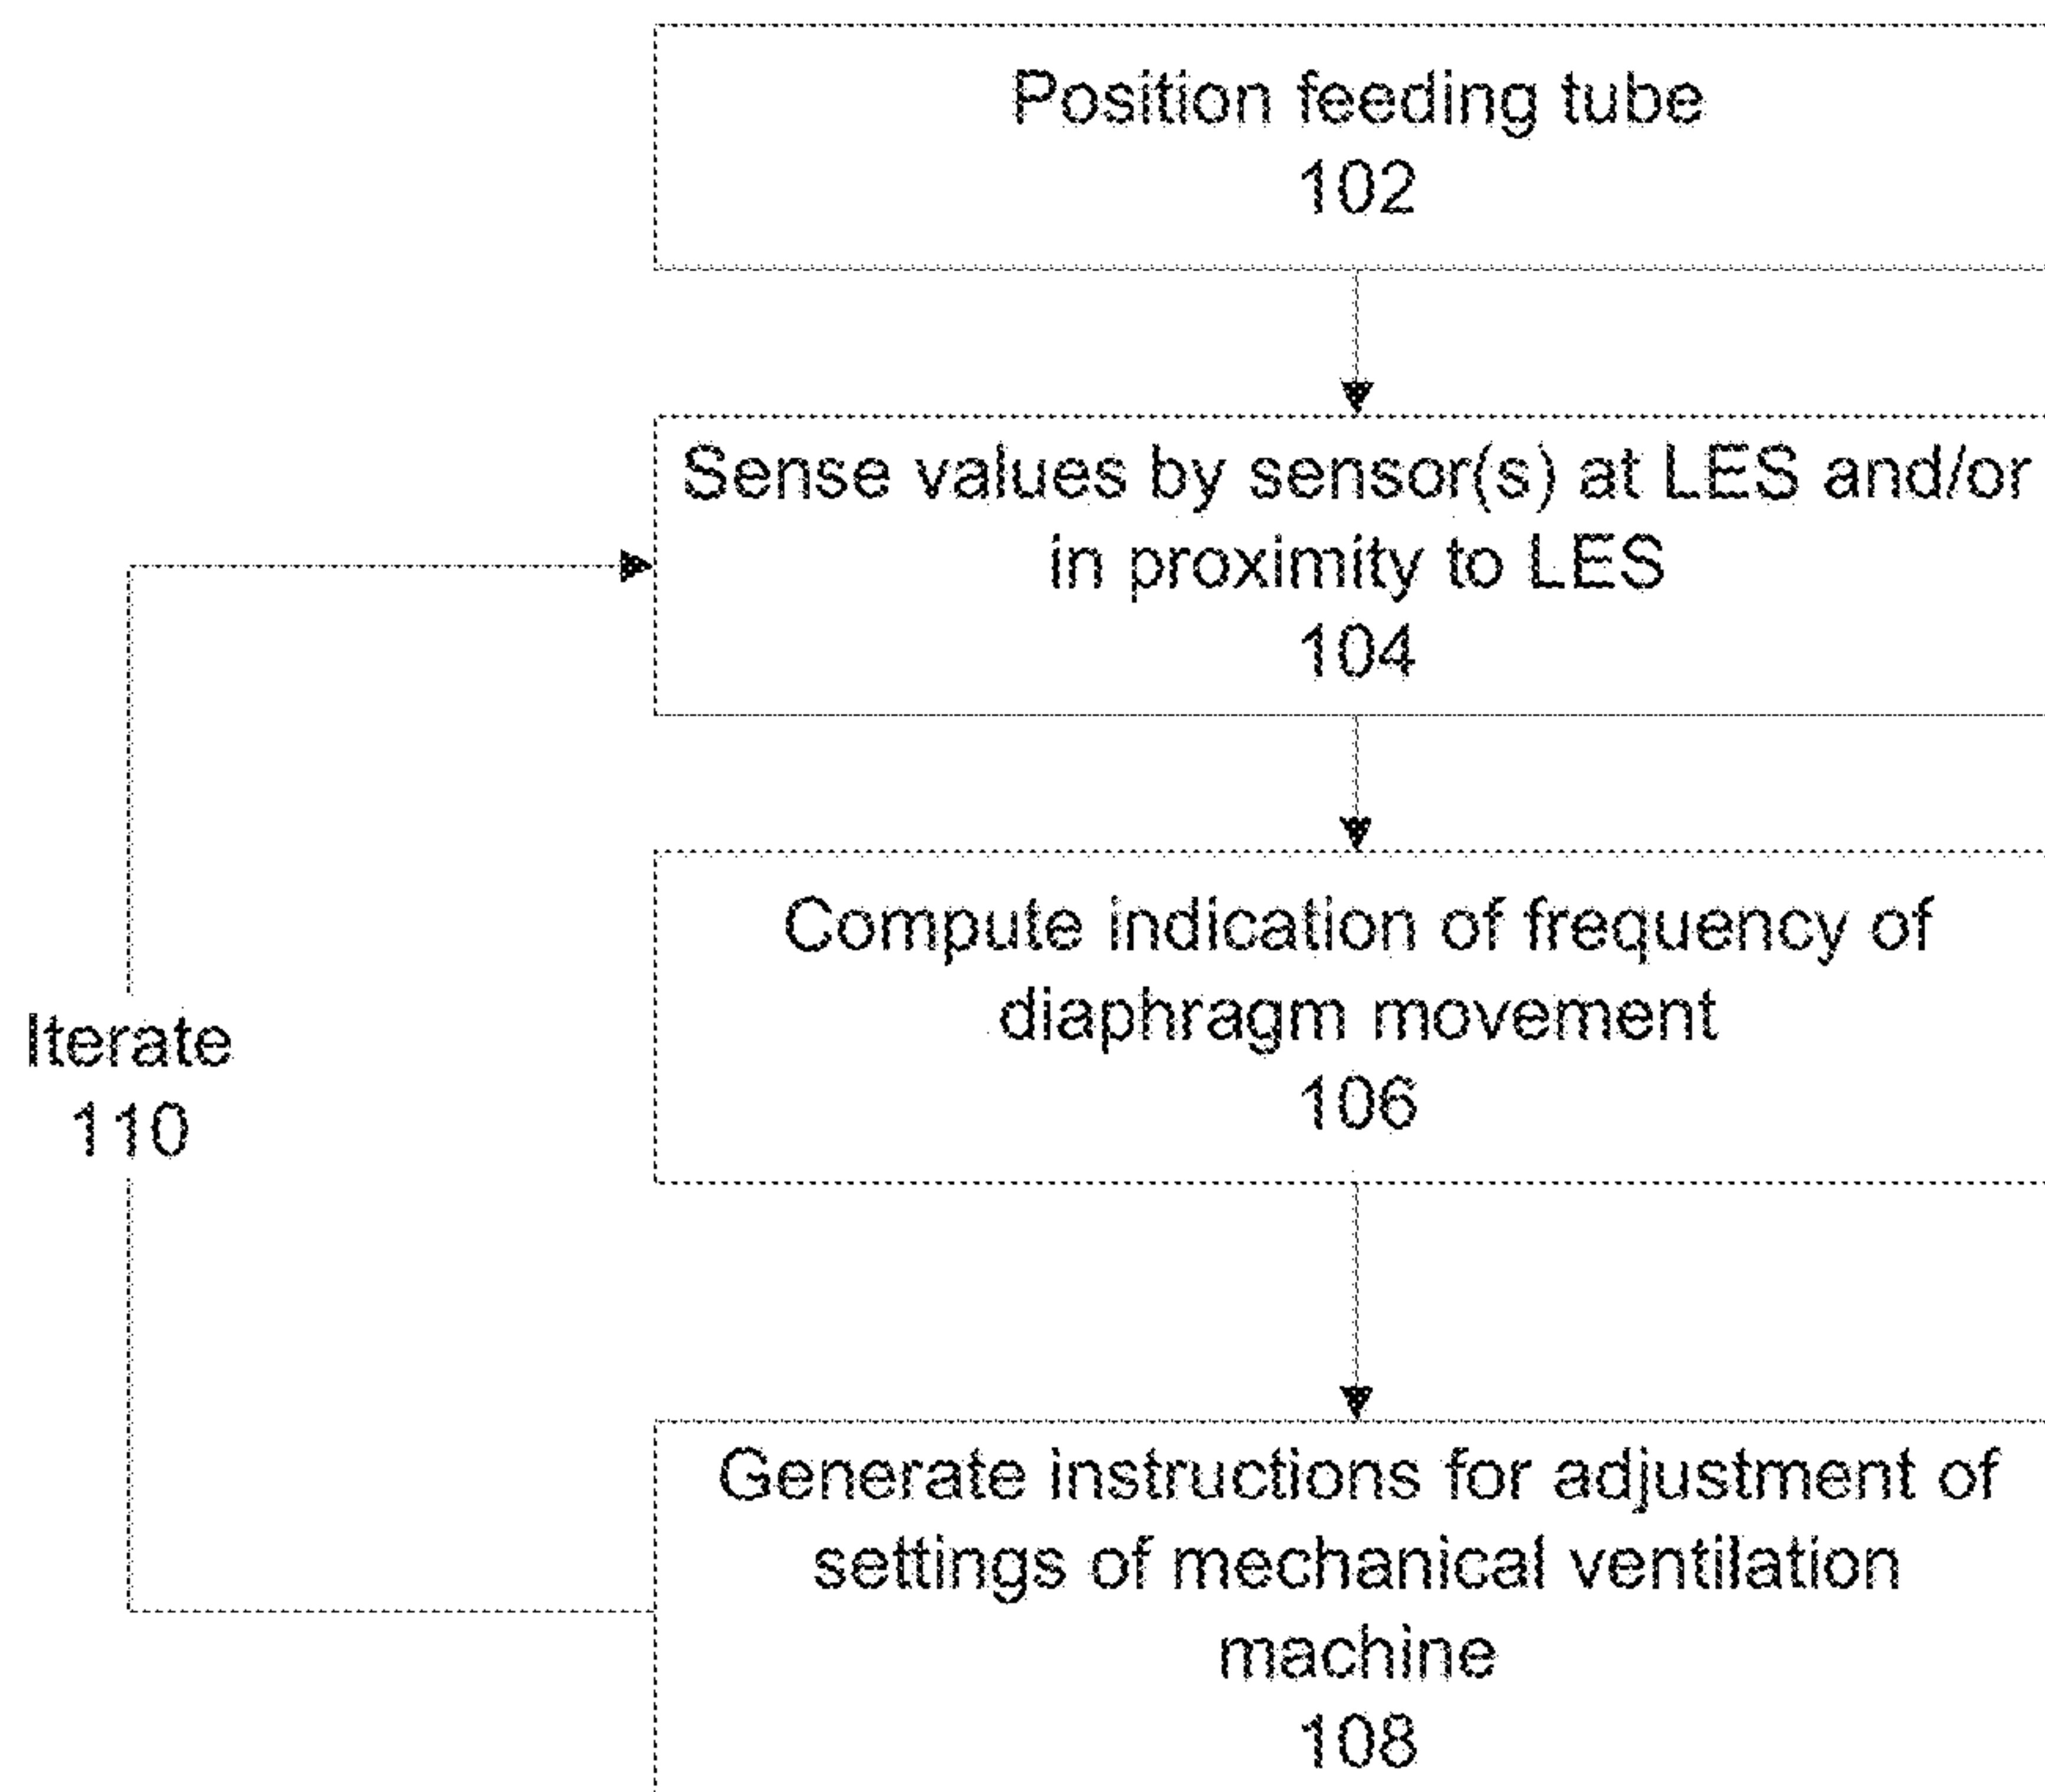 Position feeding tube
102
Sense values by sensor(s) at LES and/or
in proximity to LES
104
Compute indication of frequency of
diaphragm movement
106
Iterate
110
Generate instructions for adjustment of
settings of mechanical ventilation
machine
108